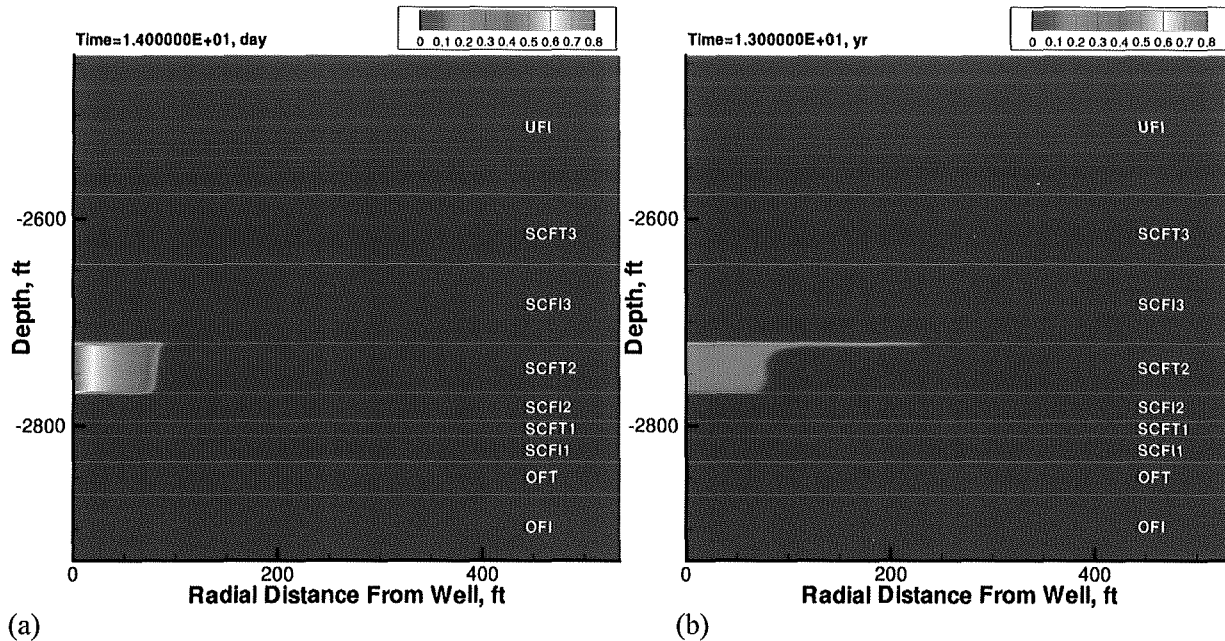 Time=1.400000E+01, day
0 0.1 0.2 0.3 0.4 0.5 0.6 0.7 0.8
UFI
-2600
SCFT3
SCFI3
Depth, ft
SCFT2
SCFI2
-2800
SCFT1
SCFI1
OFT
OFI
0 200 400
Radial Distance From Well, ft
(a)
Time=1.300000E+01, yr
0 0.1 0.2 0.3 0.4 0.5 0.6 0.7 0.8
UFI
-2600
SCFT3
SCFI3
Depth, ft
SCFT2
SCFI2
-2800
SCFT1
SCFI1
OFT
OFI
0 200 400
Radial Distance From Well, ft
(b)